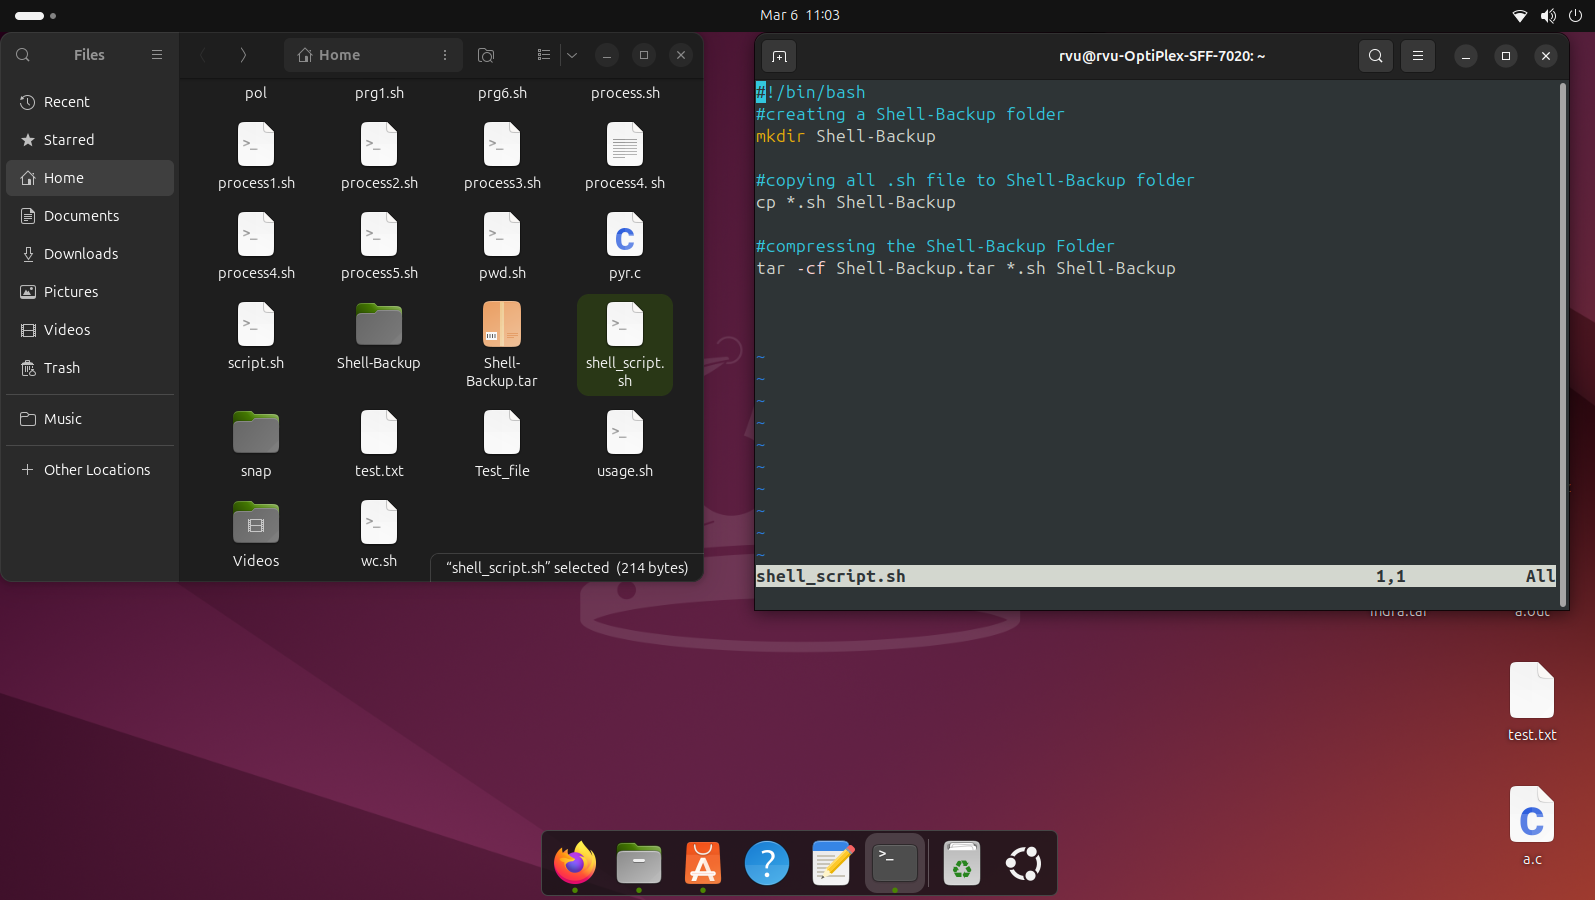 Mar 6 11:03
Files
Home
Recent
Starred
Home
Documents
Downloads
Pictures
Videos
Trash
Music
Other Locations
pol
prg1.sh
prg6.sh
process.sh
process1.sh
process2.sh
process3.sh
process4. sh
process4.sh
process5.sh
pwd.sh
pyr.c
script.sh
Shell-Backup
Shell-
Backup.tar
shell_script.
sh
snap
test.txt
Test_file
usage.sh
Videos
wc.sh
“shell_script.sh” selected (214 bytes)
rvu@rvu-OptiPlex-SFF-7020: ~
#!/bin/bash
#creating a Shell-Backup folder
mkdir Shell-Backup
#copying all .sh file to Shell-Backup folder
cp *.sh Shell-Backup
#compressing the Shell-Backup Folder
tar -cf Shell-Backup.tar *.sh Shell-Backup
~
~
~
~
~
~
~
~
~
~
shell_script.sh 1,1 All
a.out
test.txt
a.c